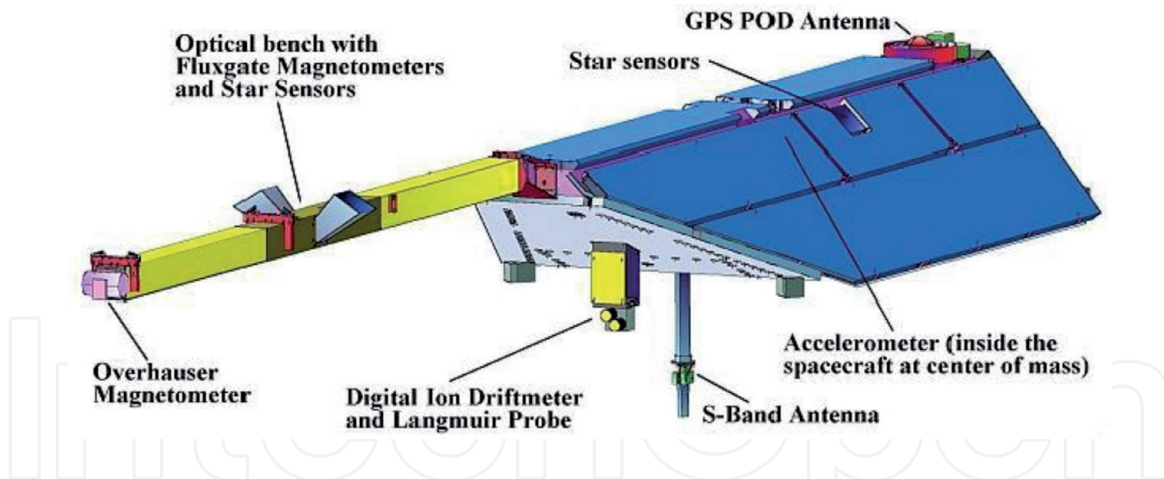 GPS POD Antenna
Optical bench with
Fluxgate Magnetometers
and Star Sensors
Star sensors
Overhauser
Magnetometer
Digital Ion Driftmeter
and Langmuir Probe
Accelerometer (inside the
spacecraft at center of mass)
S-Band Antenna
IntechOpen